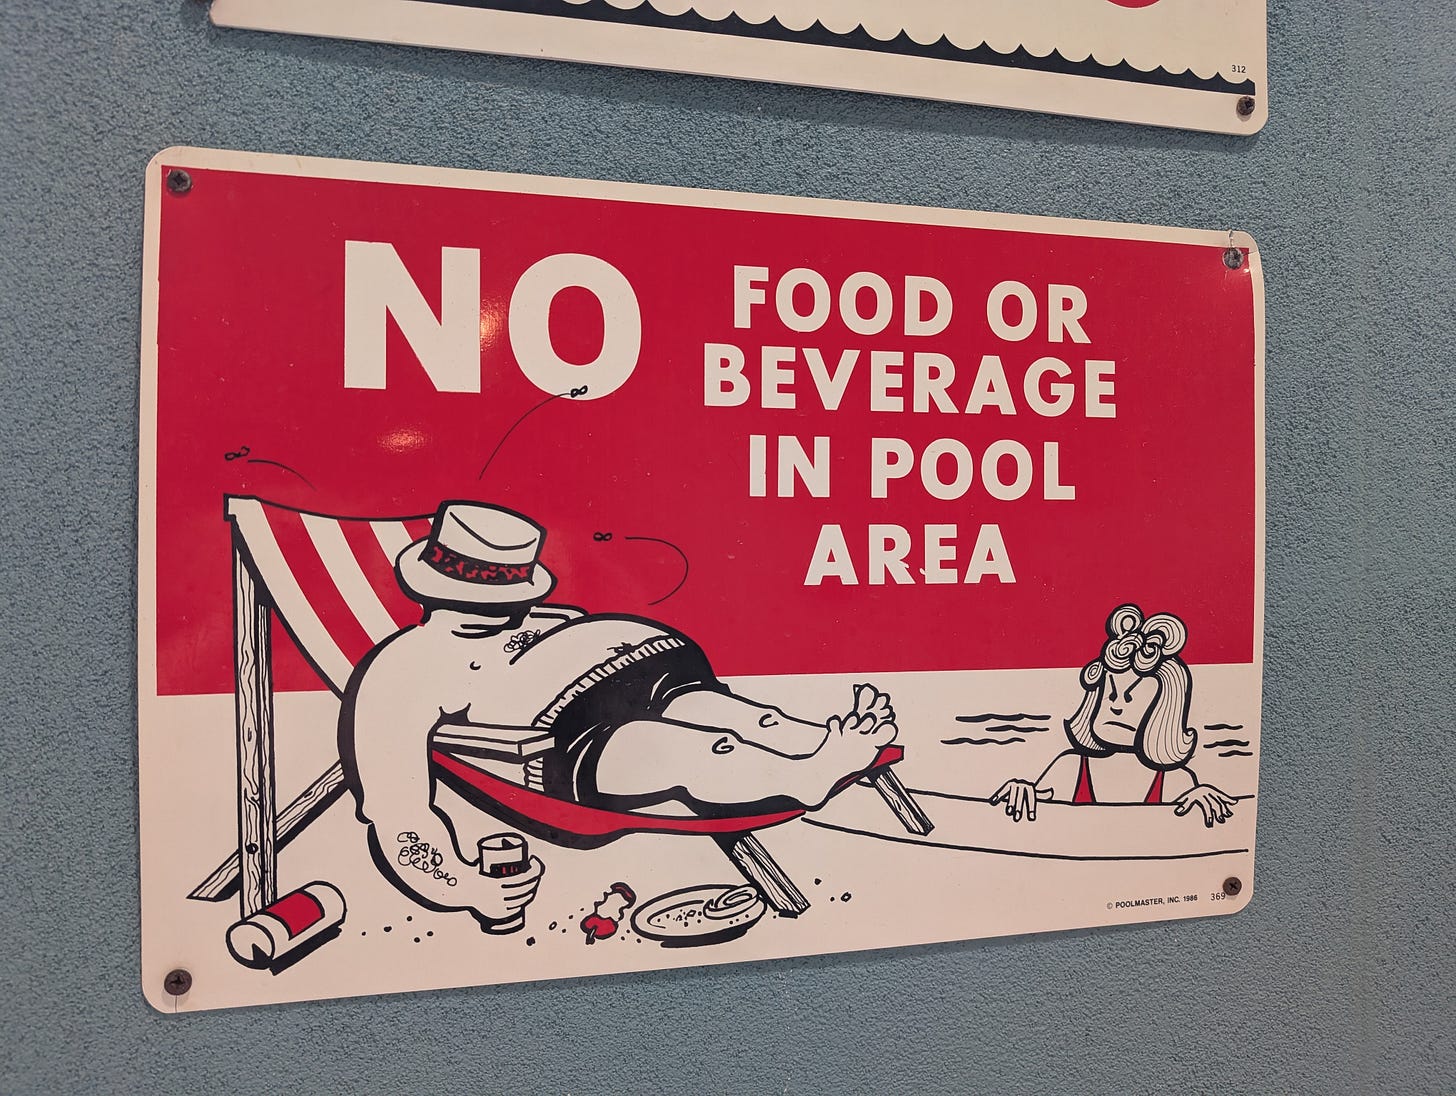 312
NO
FOOD OR
BEVERAGE
IN POOL
AREA
© POOLMASTER, INC. 1986 369